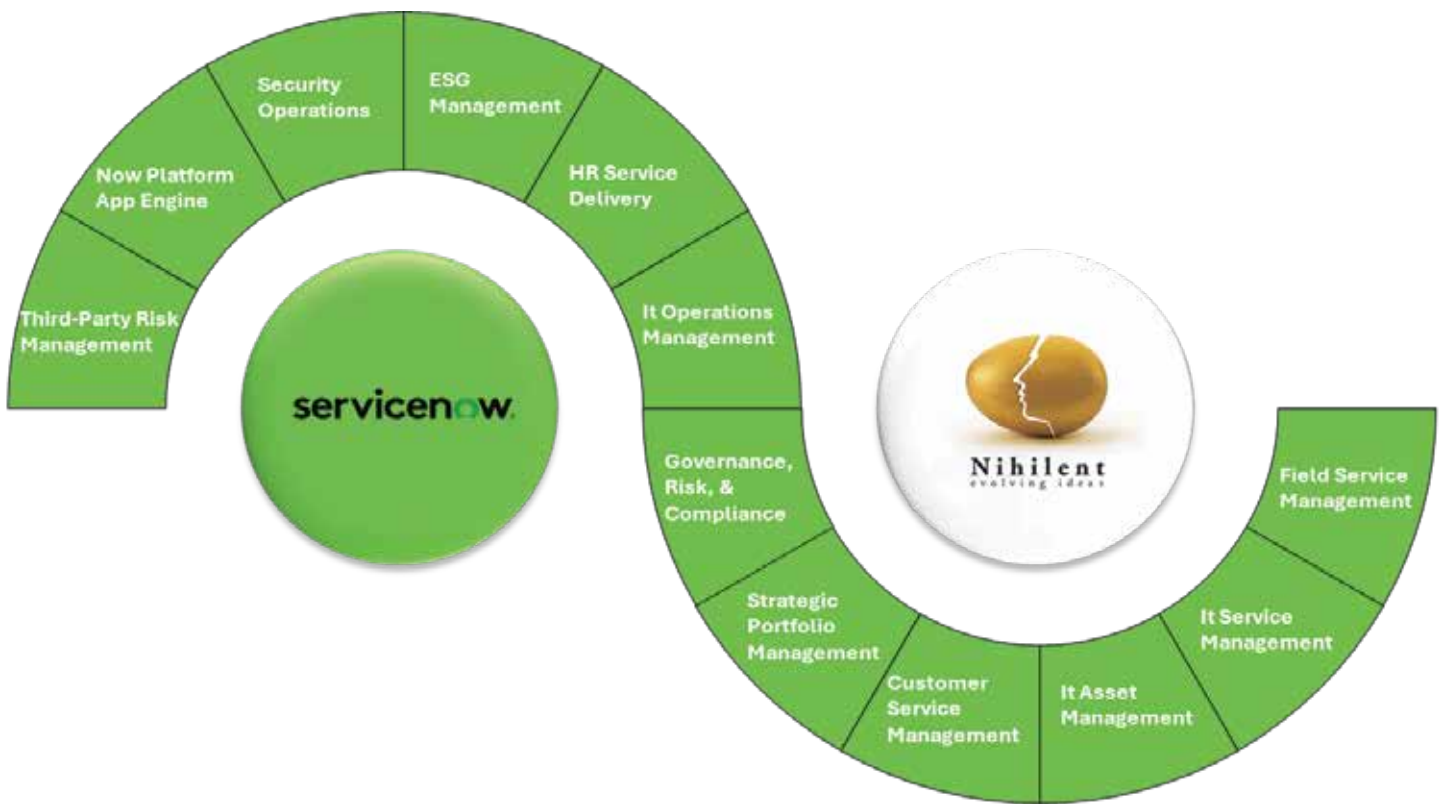 Security
Operations
ESG
Management
Now Platform
App Engine
HR Service
Delivery
Third-Party Risk
Management
It Operations
Management
servicenow.
Nihilent
evolving ideas
Governance,
Risk, &
Compliance
Field Service
Management
Strategic
Portfolio
Management
It Service
Management
Customer
Service
Management
It Asset
Management